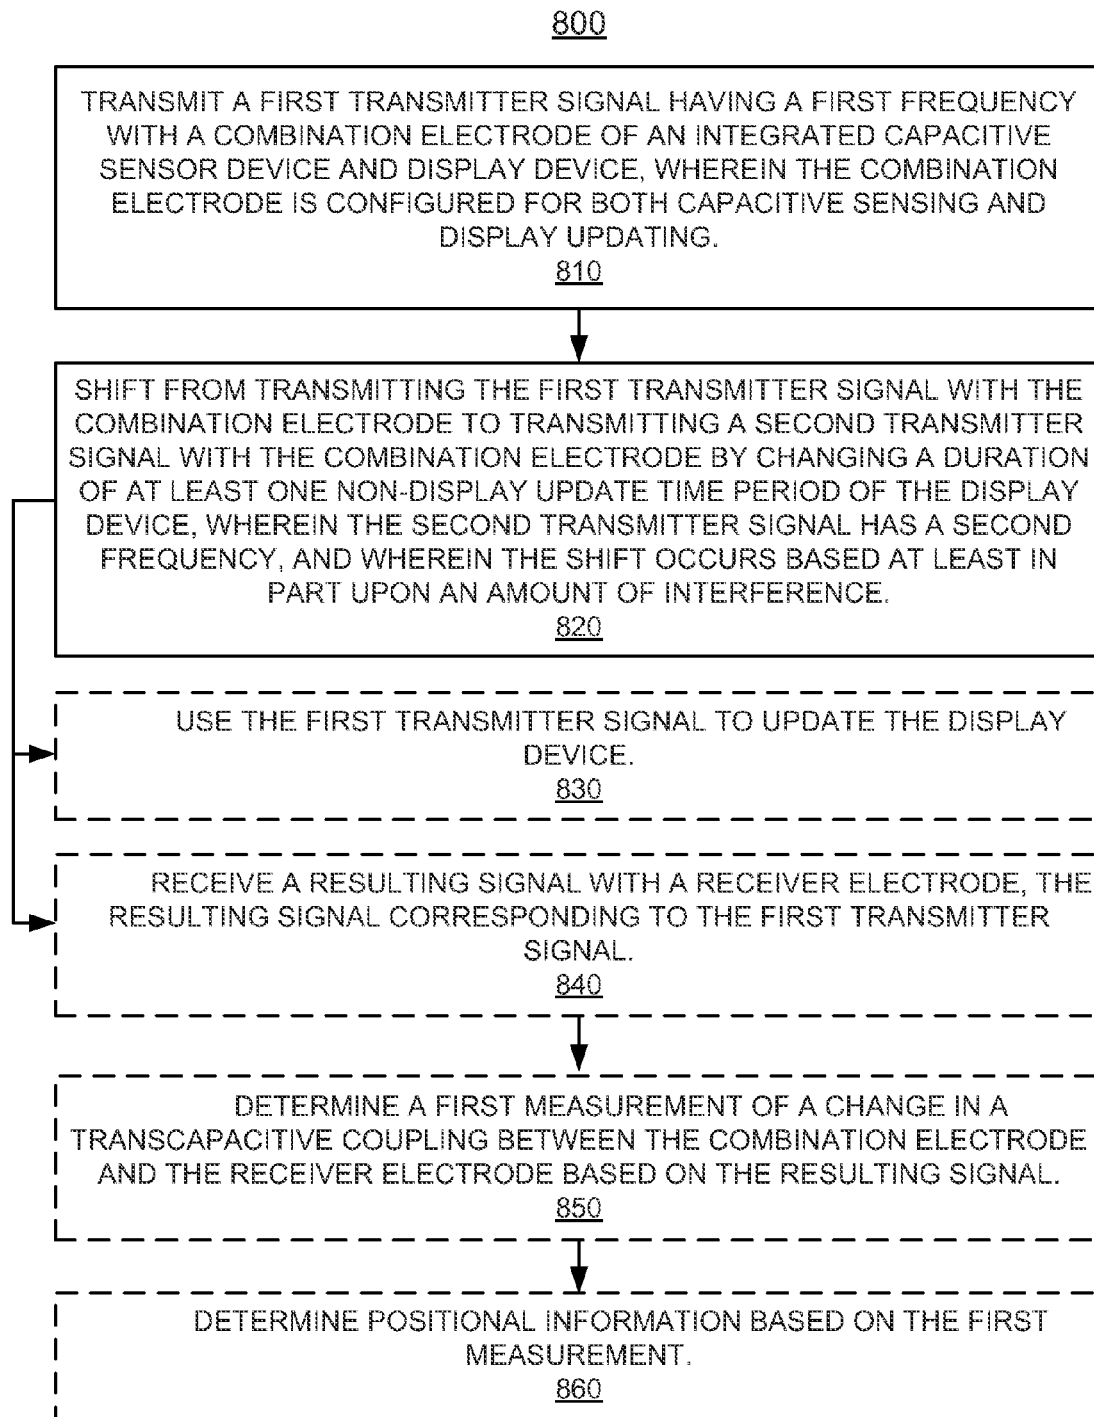 800
TRANSMIT A FIRST TRANSMITTER SIGNAL HAVING A FIRST FREQUENCY
WITH A COMBINATION ELECTRODE OF AN INTEGRATED CAPACITIVE
SENSOR DEVICE AND DISPLAY DEVICE, WHEREIN THE COMBINATION
ELECTRODE IS CONFIGURED FOR BOTH CAPACITIVE SENSING AND
DISPLAY UPDATING.
810
SHIFT FROM TRANSMITTING THE FIRST TRANSMITTER SIGNAL WITH THE
COMBINATION ELECTRODE TO TRANSMITTING A SECOND TRANSMITTER
SIGNAL WITH THE COMBINATION ELECTRODE BY CHANGING A DURATION
OF AT LEAST ONE NON-DISPLAY UPDATE TIME PERIOD OF THE DISPLAY
DEVICE, WHEREIN THE SECOND TRANSMITTER SIGNAL HAS A SECOND
FREQUENCY, AND WHEREIN THE SHIFT OCCURS BASED AT LEAST IN
PART UPON AN AMOUNT OF INTERFERENCE.
820
USE THE FIRST TRANSMITTER SIGNAL TO UPDATE THE DISPLAY
DEVICE.
830
RECEIVE A RESULTING SIGNAL WITH A RECEIVER ELECTRODE, THE
RESULTING SIGNAL CORRESPONDING TO THE FIRST TRANSMITTER
SIGNAL.
840
DETERMINE A FIRST MEASUREMENT OF A CHANGE IN A
TRANSCAPACITIVE COUPLING BETWEEN THE COMBINATION ELECTRODE
AND THE RECEIVER ELECTRODE BASED ON THE RESULTING SIGNAL.
850
DETERMINE POSITIONAL INFORMATION BASED ON THE FIRST
MEASUREMENT.
860